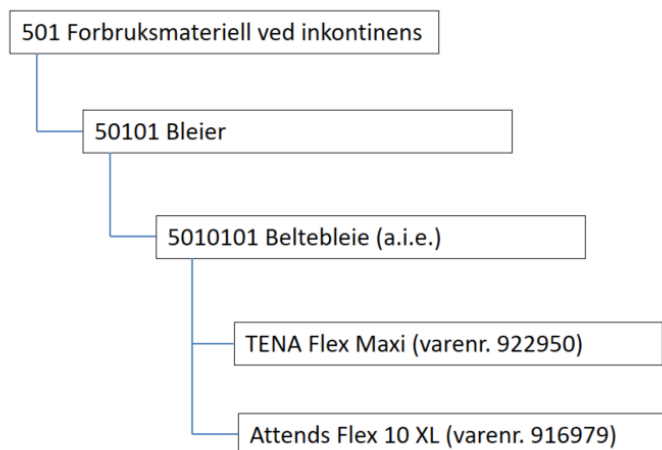 501 Forbruksmateriell ved inkontinens
50101 Bleier
5010101 Beltebleie (a.i.e.)
TENA Flex Maxi (varenr. 922950)
Attends Flex 10 XL (varenr. 916979)